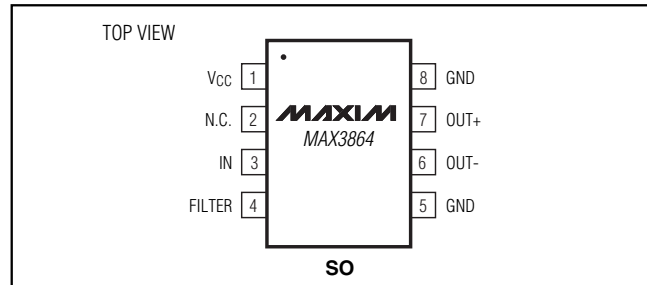 TOP VIEW
VCC 1 8 GND
N.C. 2 MAXIM 7 OUT+
MAX3864
IN 3 6 OUT-
FILTER 4 5 GND
SO